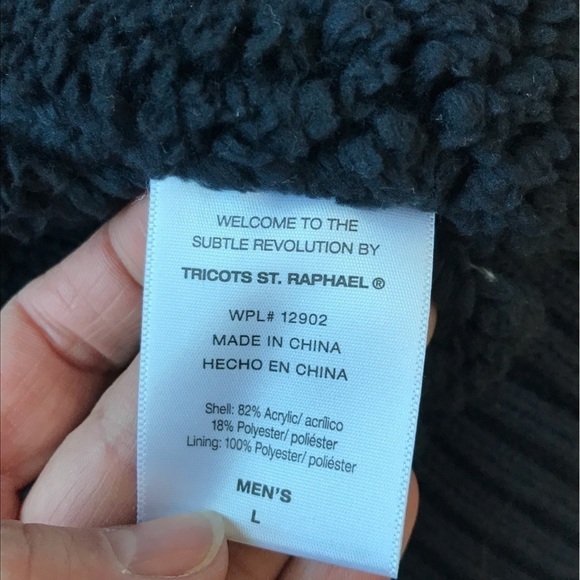 WELCOME TO THE
SUBTLE REVOLUTION BY
TRICOTS ST. RAPHAEL®
WPL# 12902
MADE IN CHINA
HECHO EN CHINA
Shell: 82% Acrylic/ acrílico
18% Polyester/ poliéster
Lining: 100% Polyester/ poliéster
MEN'S
L